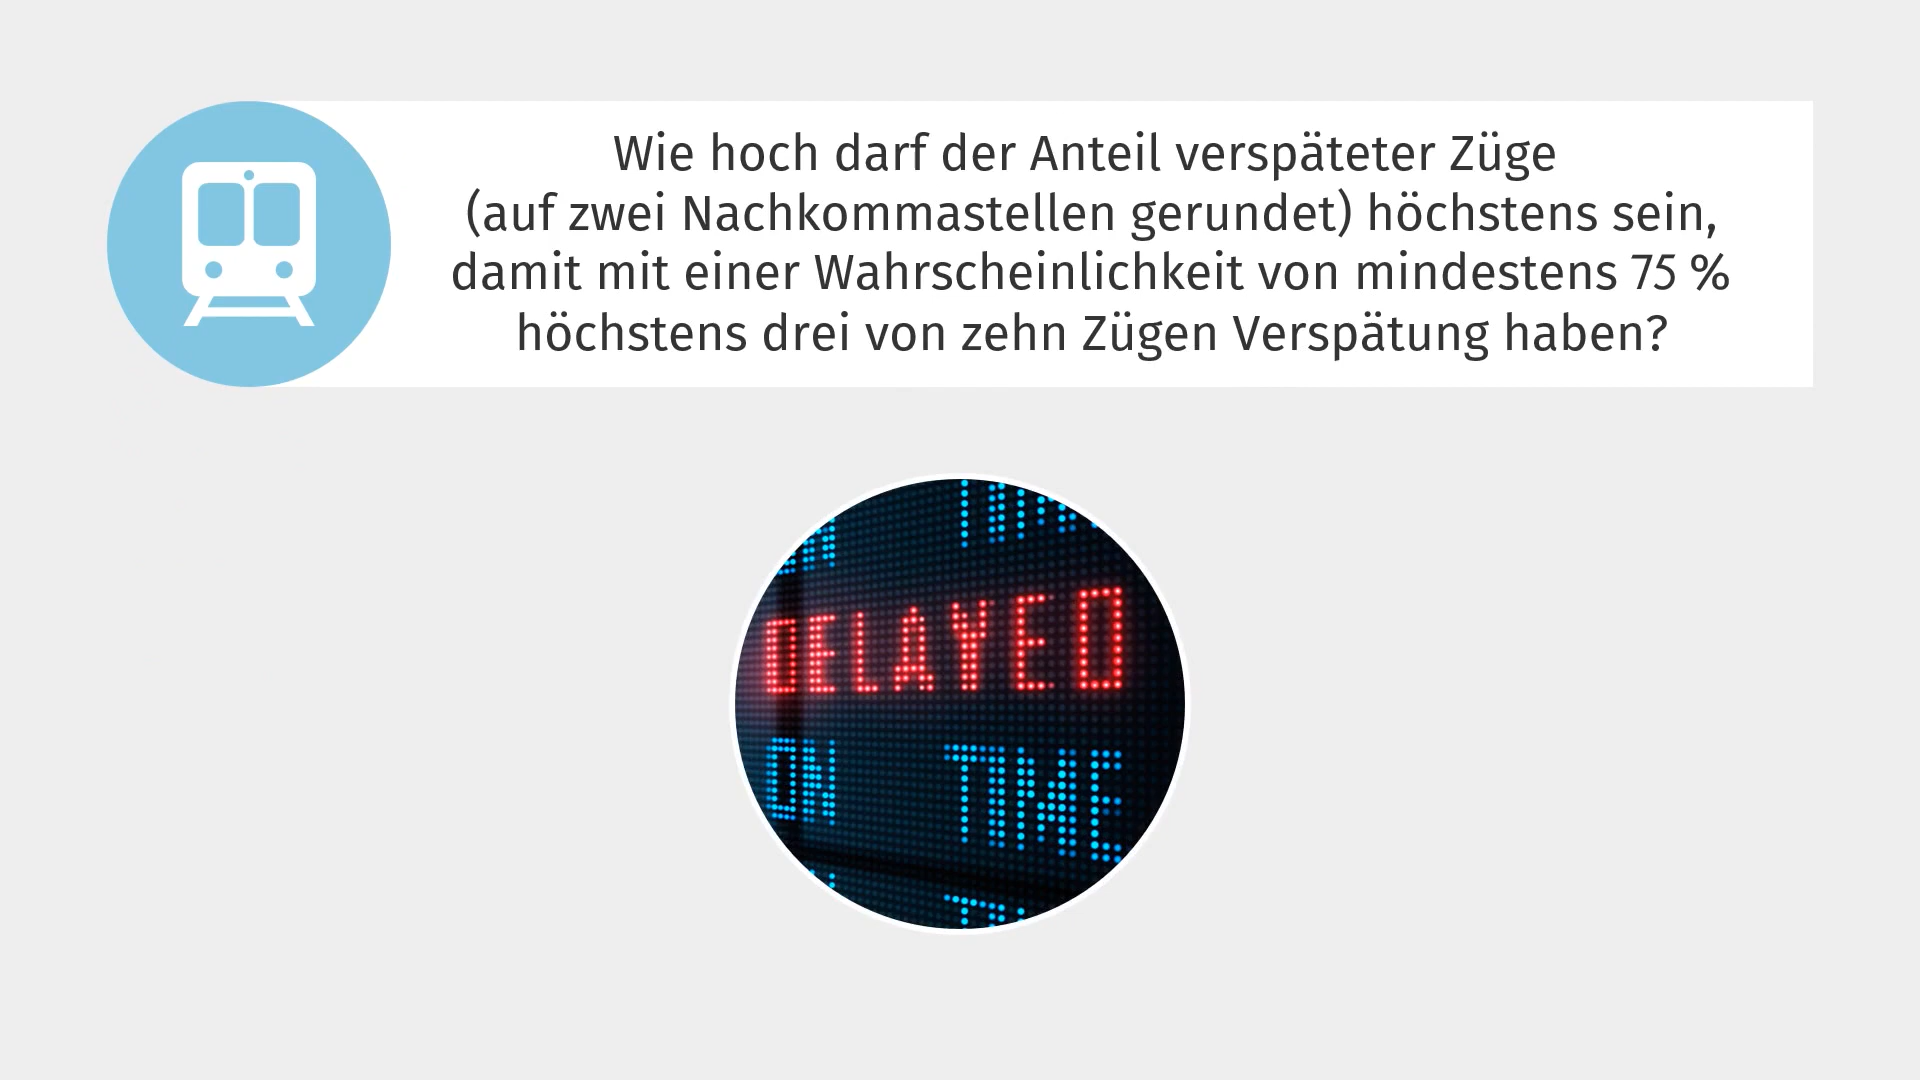 Wie hoch darf der Anteil verspäteter Züge
(auf zwei Nachkommastellen gerundet) höchstens sein,
damit mit einer Wahrscheinlichkeit von mindestens 75 %
höchstens drei von zehn Zügen Verspätung haben?
DELAYED
ON TIME